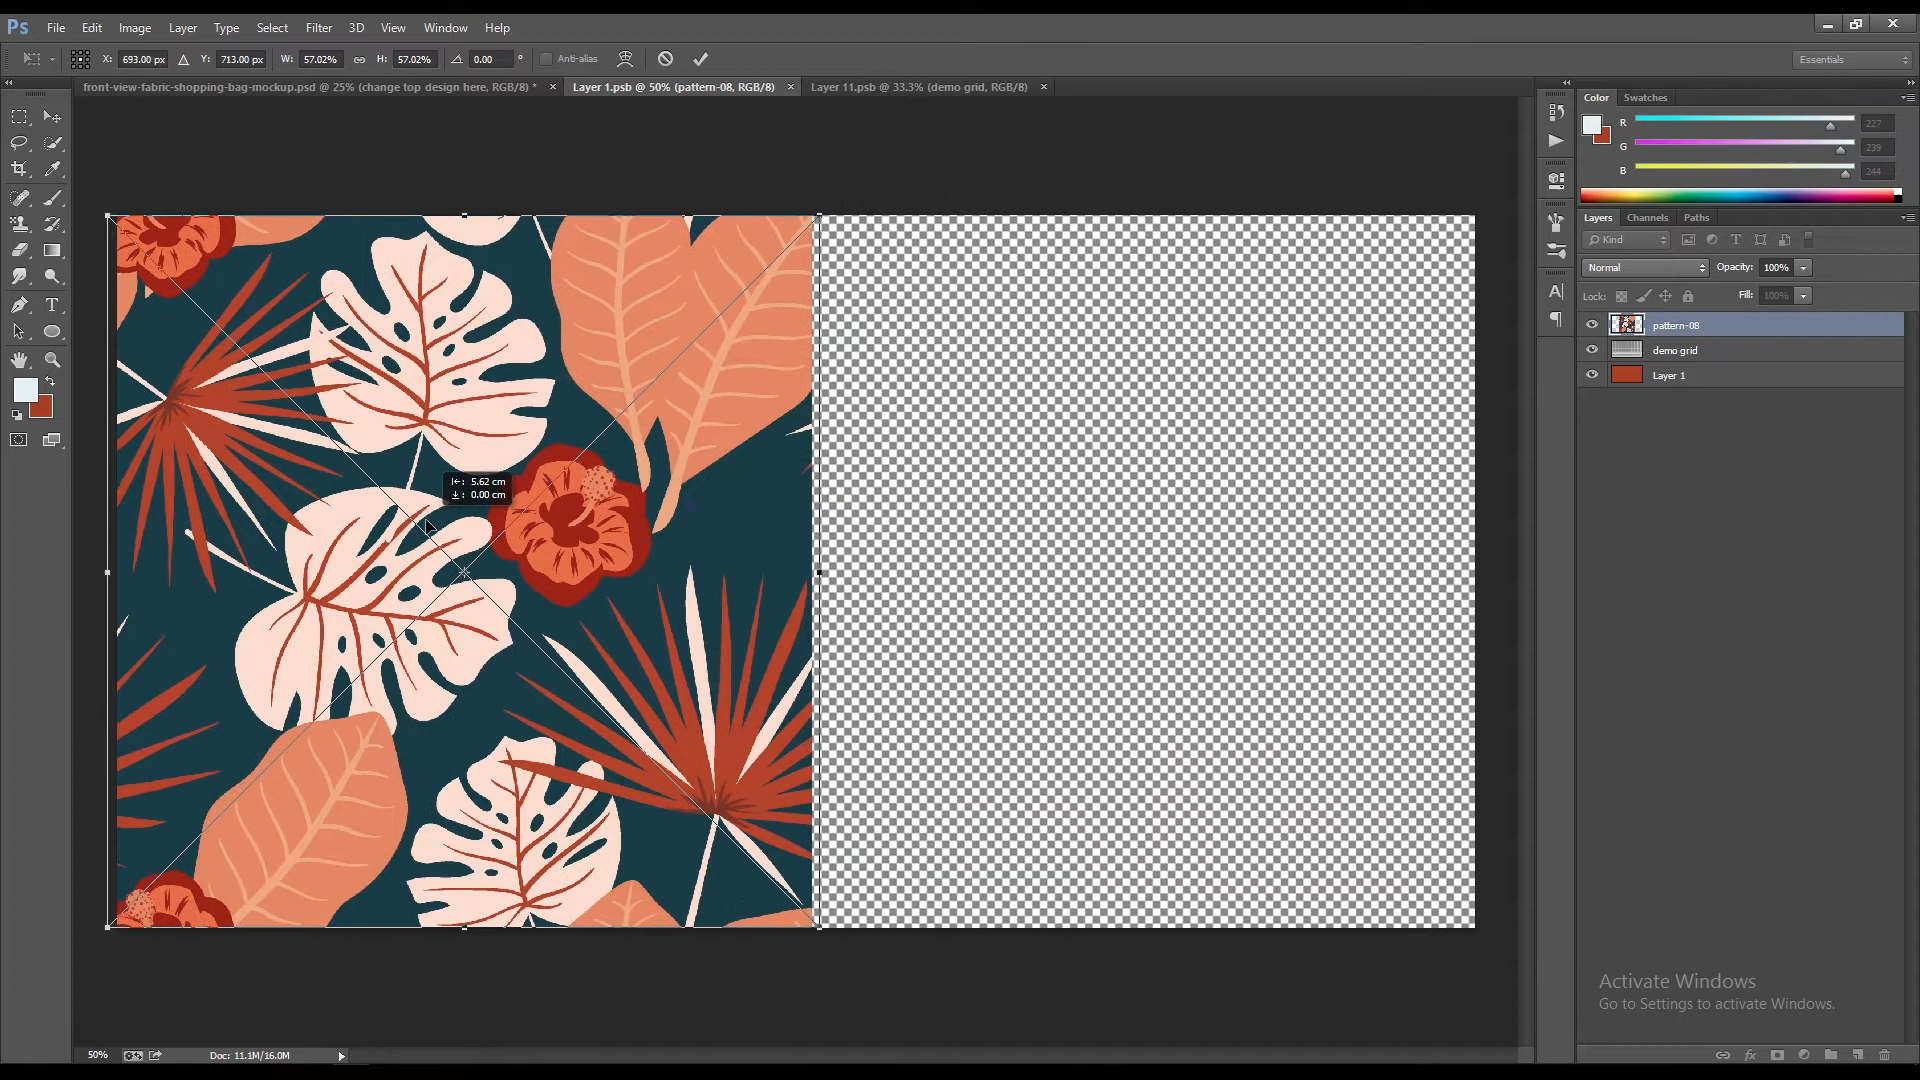 Ps File Edit Image Layer Type Select Filter 3D View Window Help
X: 693.00 px Y: 713.00 px W: 57.02% H: 57.02% 0.00 ° Anti-alias Essentials
front-view-fabric-shopping-bag-mockup.psd @ 25% (change top design here, RGB/8) * Layer 1.psb @ 50% (pattern-08, RGB/8) Layer 11.psb @ 33.3% (demo grid, RGB/8)
Color Swatches
R 227
G 239
B 244
Layers Channels Paths
Kind
Normal Opacity: 100%
Lock: Fill: 100%
pattern-08
demo grid
Layer 1
5.62 cm
0.00 cm
Activate Windows
Go to Settings to activate Windows.
50% Doc: 11.1M/16.0M